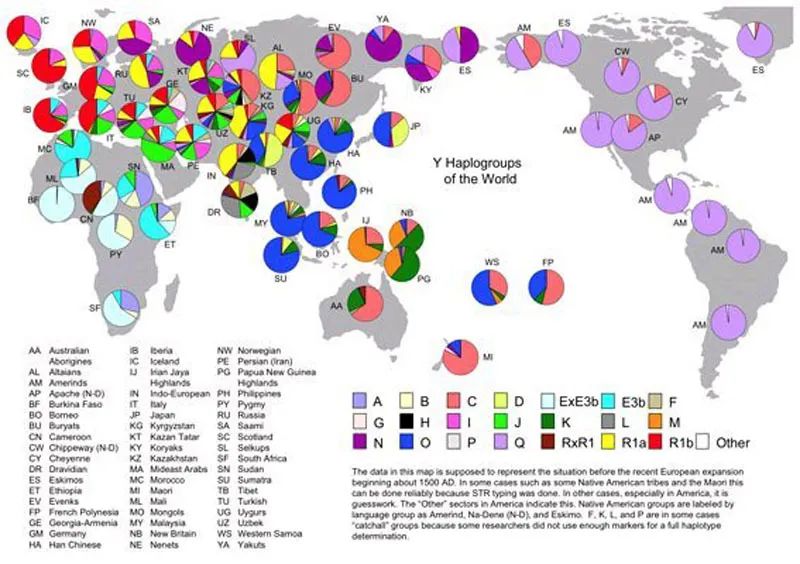 IC
NW
SA
NE
SL
EV
YA
AM
ES
ES
SC
RU
KT
AL
MO
BU
KY
ES
CW
GM
TU
GE
KZ
KG
CY
IB
IT
UZ
UG
JP
AM
AP
MC
MA
PE
IN
TB
HA
HA
Y Haplogroups
of the World
ML
SN
BF
CN
DR
PH
AM
PY
ET
MY
BO
IJ
NB
AM
SU
PG
WS
FP
AM
SF
AA
MI
AM
AA Australian Aborigines
AL Altaians
AM Amerinds
AP Apache (N-D)
BF Burkina Faso
BO Borneo
BU Buryats
CN Cameroon
CW Chippeway (N-D)
CY Cheyenne
DR Dravidian
ES Eskimos
ET Ethiopia
EV Evenks
FP French Polynesia
GE Georgia-Armenia
GM Germany
HA Han Chinese
IB Iberia
IC Iceland
IJ Irian Jaya
Highlands
IN Indo-European
IT Italy
JP Japan
KG Kyrgyzstan
KT Kazan Tatar
KY Koryaks
KZ Kazakhstan
MA Mideast Arabs
MC Morocco
MI Maori
ML Mali
MO Mongols
MY Malaysia
NB New Britain
NE Nenets
NW Norwegian
PE Persian (Iran)
PG Papua New Guinea
Highlands
PH Philippines
PY Pygmy
RU Russia
SA Saami
SC Scotland
SL Selkups
SF South Africa
SN Sudan
SU Sumatra
TB Tibet
TU Turkish
UG Uygurs
UZ Uzbek
WS Western Samoa
YA Yakuts
A B C D ExE3b E3b F
G H I J K L M
N O P Q RxR1 R1a R1b Other
The data in this map is supposed to represent the situation before the recent European expansion
beginning about 1500 AD. In some cases such as some Native American tribes and the Maori this
can be done reliably because STR typing was done. In other cases, especially in America, it is
guesswork. The "Other" sectors in America indicate this. Native American groups are labeled by
language group as Amerind, Na-Dene (N-D), and Eskimo. F, K, L, and P are in some cases
"catchall" groups because some researchers did not use enough markers for a full haplotype
determination.